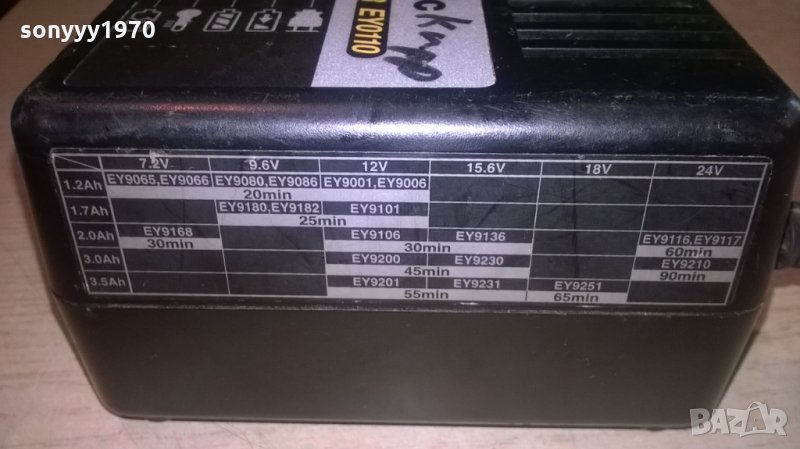 sonyyy1970
EY0110
7.2V 9.6V 12V 15.6V 18V 24V
1.2Ah EY9065,EY9066 EY9080,EY9086 EY9001,EY9006
20min
1.7Ah EY9180,EY9182 EY9101
25min
2.0Ah EY9168 EY9106 EY9136 EY9116,EY9117
30min 30min 60min
3.0Ah EY9200 EY9230 EY9210
45min 90min
3.5Ah EY9201 EY9231 EY9251
55min 65min
BAZAR